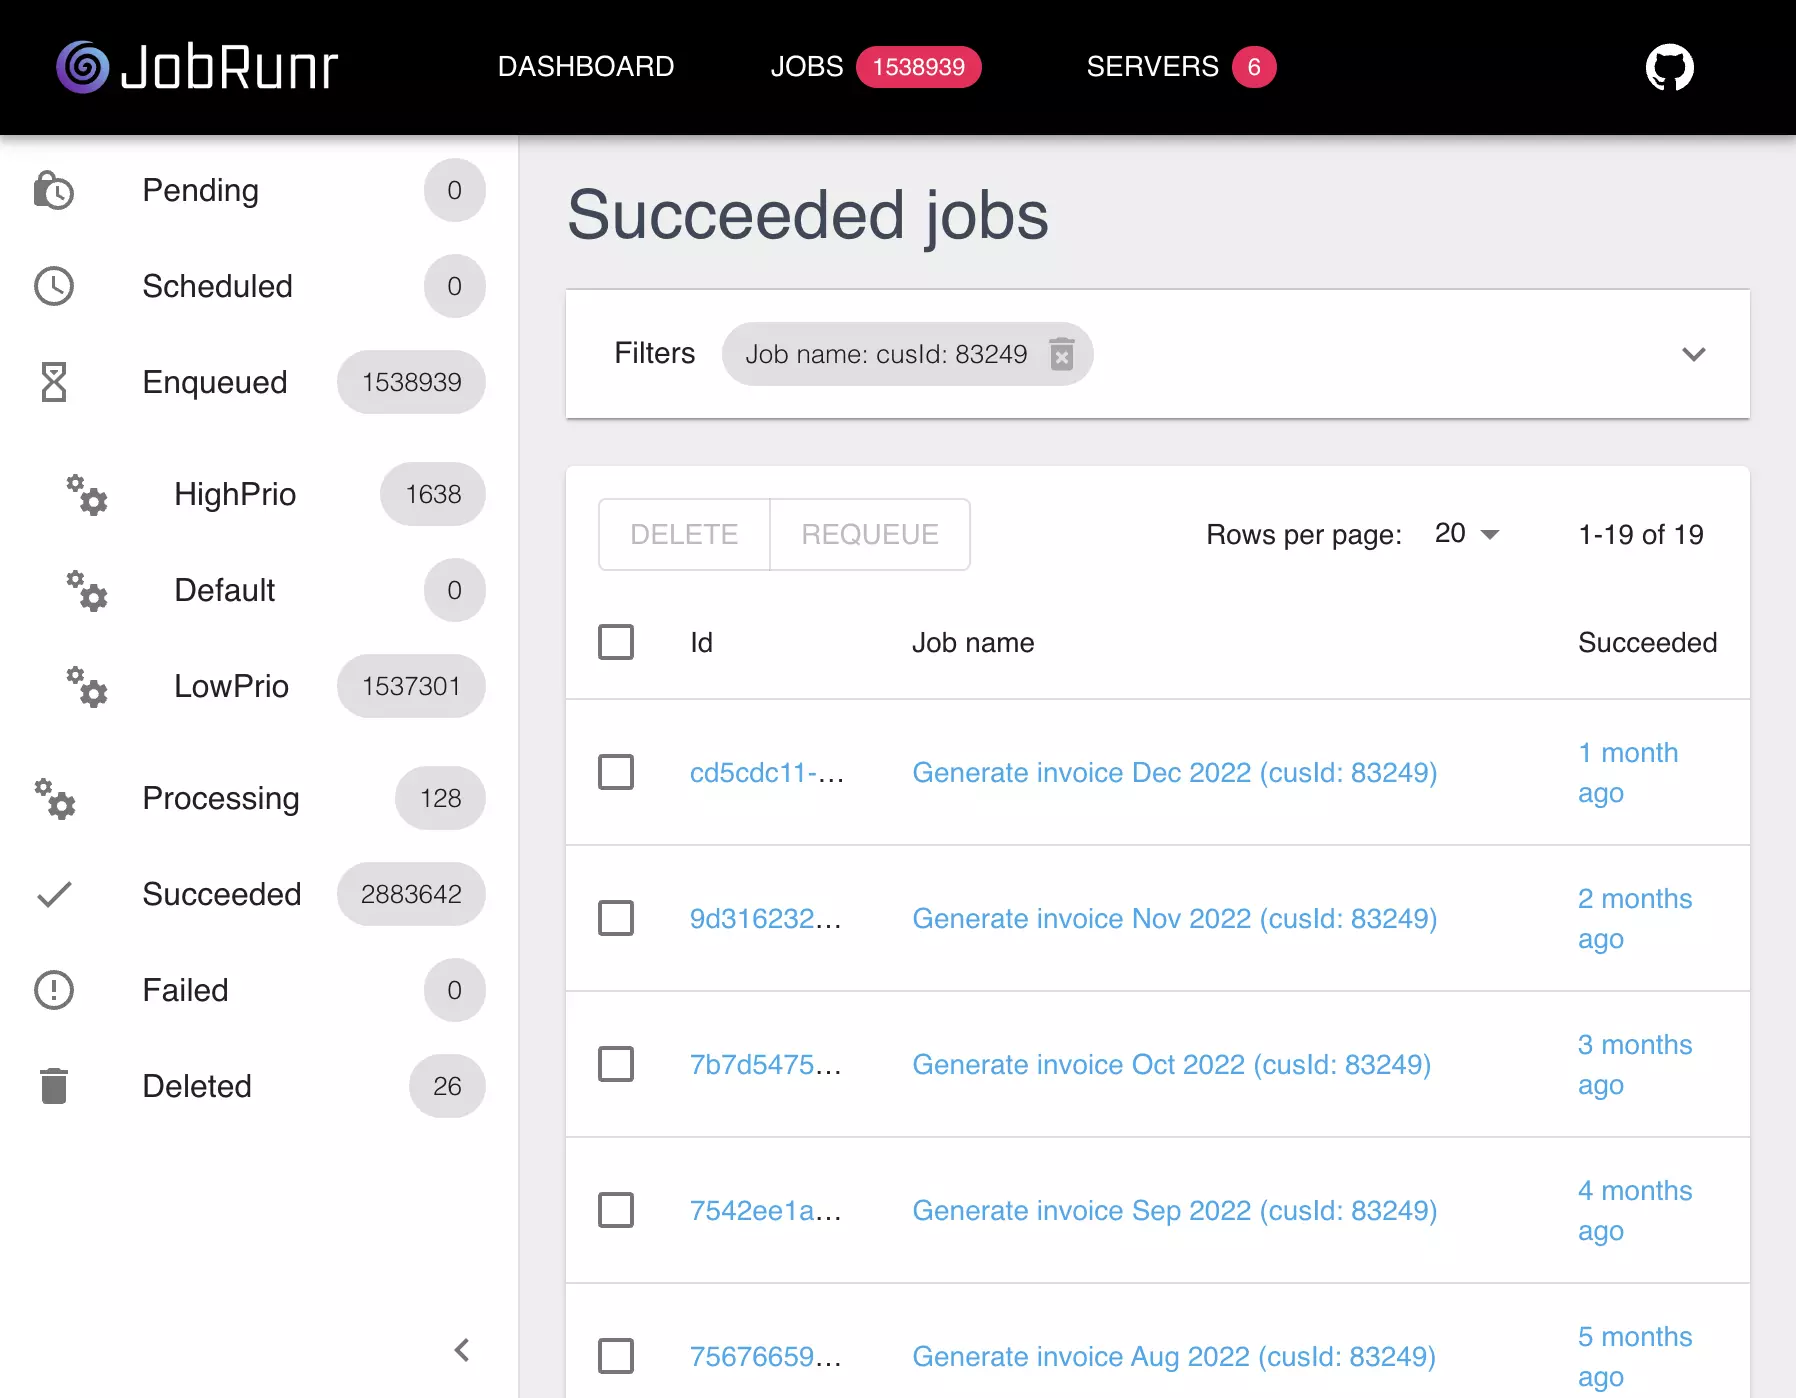 JobRunr
DASHBOARD
JOBS 1538939
SERVERS 6
Pending 0
Scheduled 0
Enqueued 1538939
HighPrio 1638
Default 0
LowPrio 1537301
Processing 128
Succeeded 2883642
Failed 0
Deleted 26
Succeeded jobs
Filters Job name: cusId: 83249
DELETE REQUEUE Rows per page: 20 1-19 of 19
Id Job name Succeeded
cd5cdc11-... Generate invoice Dec 2022 (cusId: 83249) 1 month
ago
9d316232... Generate invoice Nov 2022 (cusId: 83249) 2 months
ago
7b7d5475... Generate invoice Oct 2022 (cusId: 83249) 3 months
ago
7542ee1a... Generate invoice Sep 2022 (cusId: 83249) 4 months
ago
75676659... Generate invoice Aug 2022 (cusId: 83249) 5 months
ago